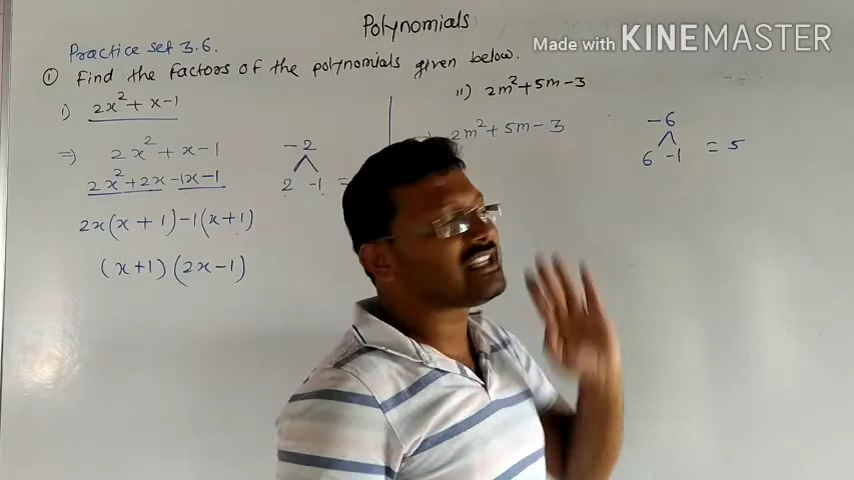 Polynomials
Made with KINEMASTER
Practice set 3.6.
① Find the factors of the polynomials given below.
i) 2x² + x - 1
⇒) 2x² + x - 1
2x² + 2x - 1x - 1
2x(x + 1) - 1(x + 1)
(x + 1) (2x - 1)
- 2
2 -1 =
ii) 2m² + 5m - 3
2m² + 5m - 3
- 6
6 -1 = 5